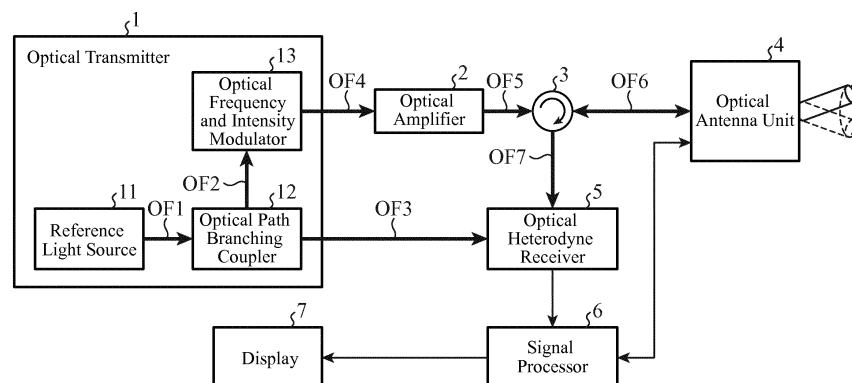 1
Optical Transmitter
13
Optical
Frequency
and Intensity
Modulator
OF4
2
Optical
Amplifier
OF5
3
OF6
4
Optical
Antenna Unit
OF2
OF7
11
Reference
Light Source
OF1
12
Optical Path
Branching
Coupler
OF3
5
Optical
Heterodyne
Receiver
7
Display
6
Signal
Processor